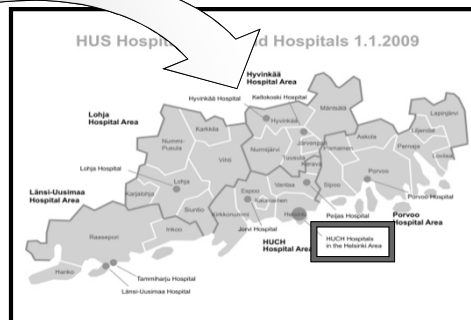 HUS Hospit nd Hospitals 1.1.2009
Hyvinkää
Hospital Area
Hyvinkää Hospital
Kellokoski Hospital
Mäntsälä
Lapinjärvi
Lohja
Hospital Area
Karkkila
Hyvinkää
Liljendal
Nummi-
Pusula
Järvenpää
Askola
Pernaja
Nurmijärvi
Tuusula
Pornainen
Loviisa
Vihti
Kerava
Lohja Hospital
Lohja
Espoo
Vantaa
Sipoo
Porvoo
Länsi-Uusimaa
Hospital Area
Karjalohja
Kauniainen
Porvoo Hospital
Siuntio
Kirkkonummi
Helsinki
Peijas Hospital
Porvoo
Hospital Area
Raasepori
Inkoo
Jorvi Hospital
HUCH
Hospital Area
HUCH Hospitals
in the Helsinki Area
Hanko
Tammiharju Hospital
Länsi-Uusimaa Hospital